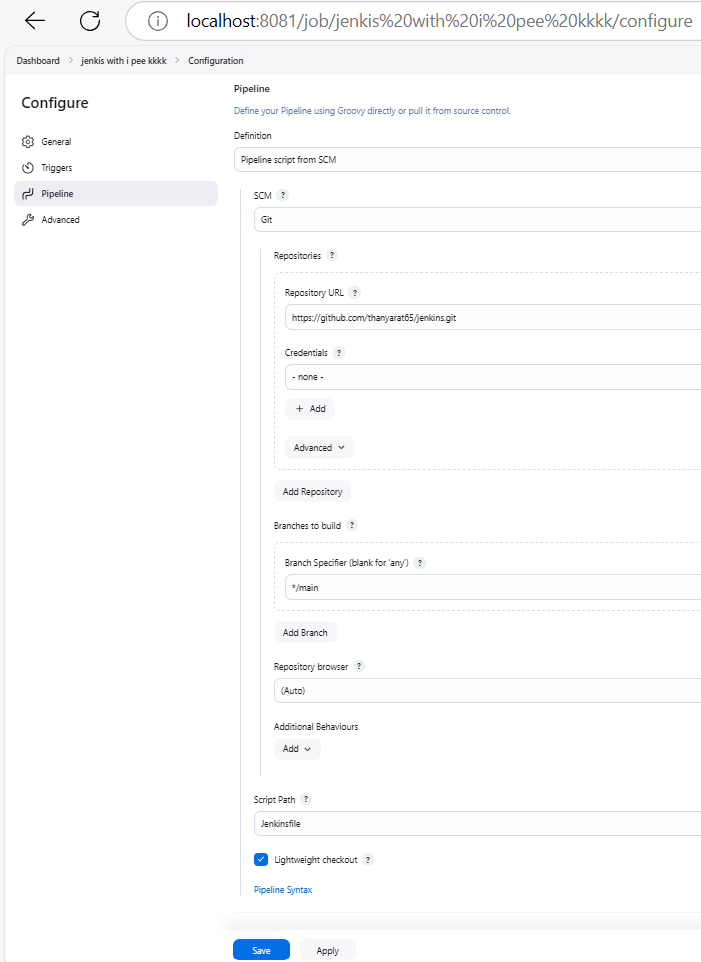 localhost:8081/job/jenkis%20with%20i%20pee%20kkkk/configure
Dashboard > jenkis with i pee kkkk > Configuration
Configure
General
Triggers
Pipeline
Advanced
Pipeline
Define your Pipeline using Groovy directly or pull it from source control.
Definition
Pipeline script from SCM
SCM ?
Git
Repositories ?
Repository URL ?
https://github.com/thanyarat65/jenkins.git
Credentials ?
- none -
+ Add
Advanced
Add Repository
Branches to build ?
Branch Specifier (blank for 'any') ?
*/main
Add Branch
Repository browser ?
(Auto)
Additional Behaviours
Add
Script Path ?
Jenkinsfile
Lightweight checkout ?
Pipeline Syntax
Save
Apply